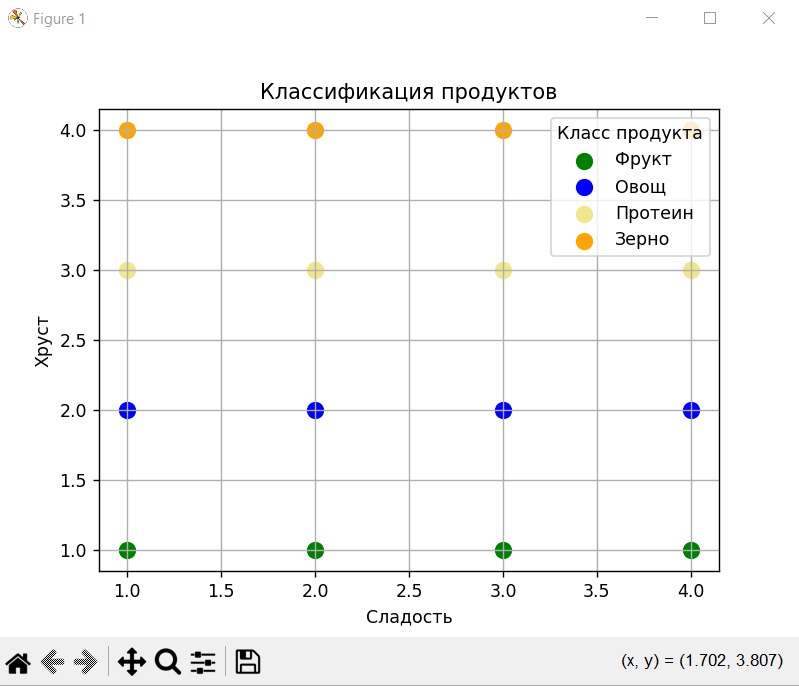 Figure 1
Классификация продуктов
Класс продукта
Фрукт
Овощ
Протеин
Зерно
4.0
3.5
3.0
2.5
2.0
1.5
1.0
Хруст
1.0 1.5 2.0 2.5 3.0 3.5 4.0
Сладость
(x, y) = (1.702, 3.807)